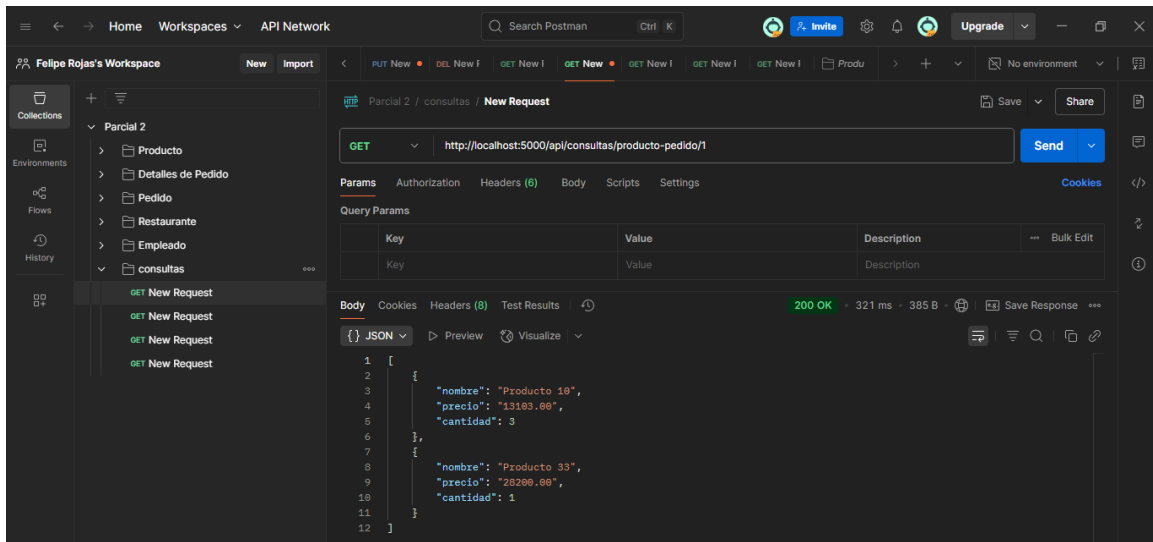 Home Workspaces API Network Search Postman Ctrl K Invite Upgrade
Felipe Rojas's Workspace New Import PUT New DEL New F GET New I GET New GET New I GET New I GET New I Produ No environment
Collections
Environments
Flows
History
Parcial 2
Producto
Detalles de Pedido
Pedido
Restaurante
Empleado
consultas
GET New Request
GET New Request
GET New Request
GET New Request
HTTP Parcial 2 / consultas / New Request Save Share
GET http://localhost:5000/api/consultas/producto-pedido/1 Send
Params Authorization Headers (6) Body Scripts Settings Cookies
Query Params
Key Value Description Bulk Edit
Key Value Description
Body Cookies Headers (8) Test Results 200 OK 321 ms 385 B Save Response
{} JSON Preview Visualize
1 [
2 {
3 "nombre": "Producto 10",
4 "precio": "13103.00",
5 "cantidad": 3
6 },
7 {
8 "nombre": "Producto 33",
9 "precio": "28200.00",
10 "cantidad": 1
11 }
12 ]